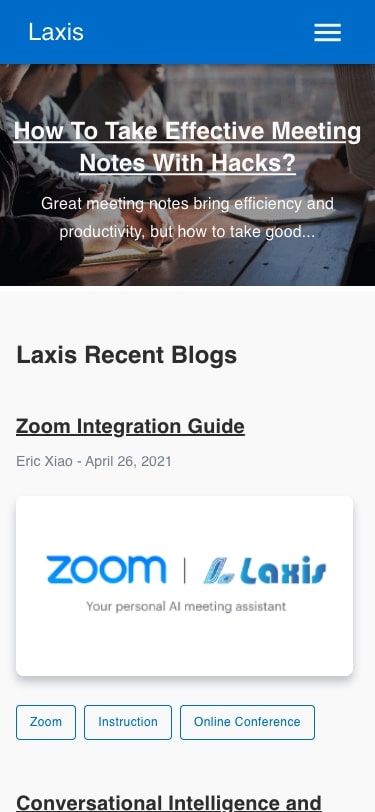 Laxis
How To Take Effective Meeting
Notes With Hacks?
Great meeting notes bring efficiency and
productivity, but how to take good...
Laxis Recent Blogs
Zoom Integration Guide
Eric Xiao - April 26, 2021
zoom | Laxis
Your personal AI meeting assistant
Zoom Instruction Online Conference
Conversational Intelligence and